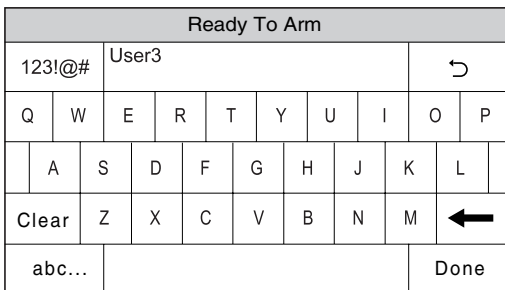 Ready To Arm
123!@# User3
Q W E R T Y U I O P
A S D F G H J K L
Clear Z X C V B N M
abc... Done